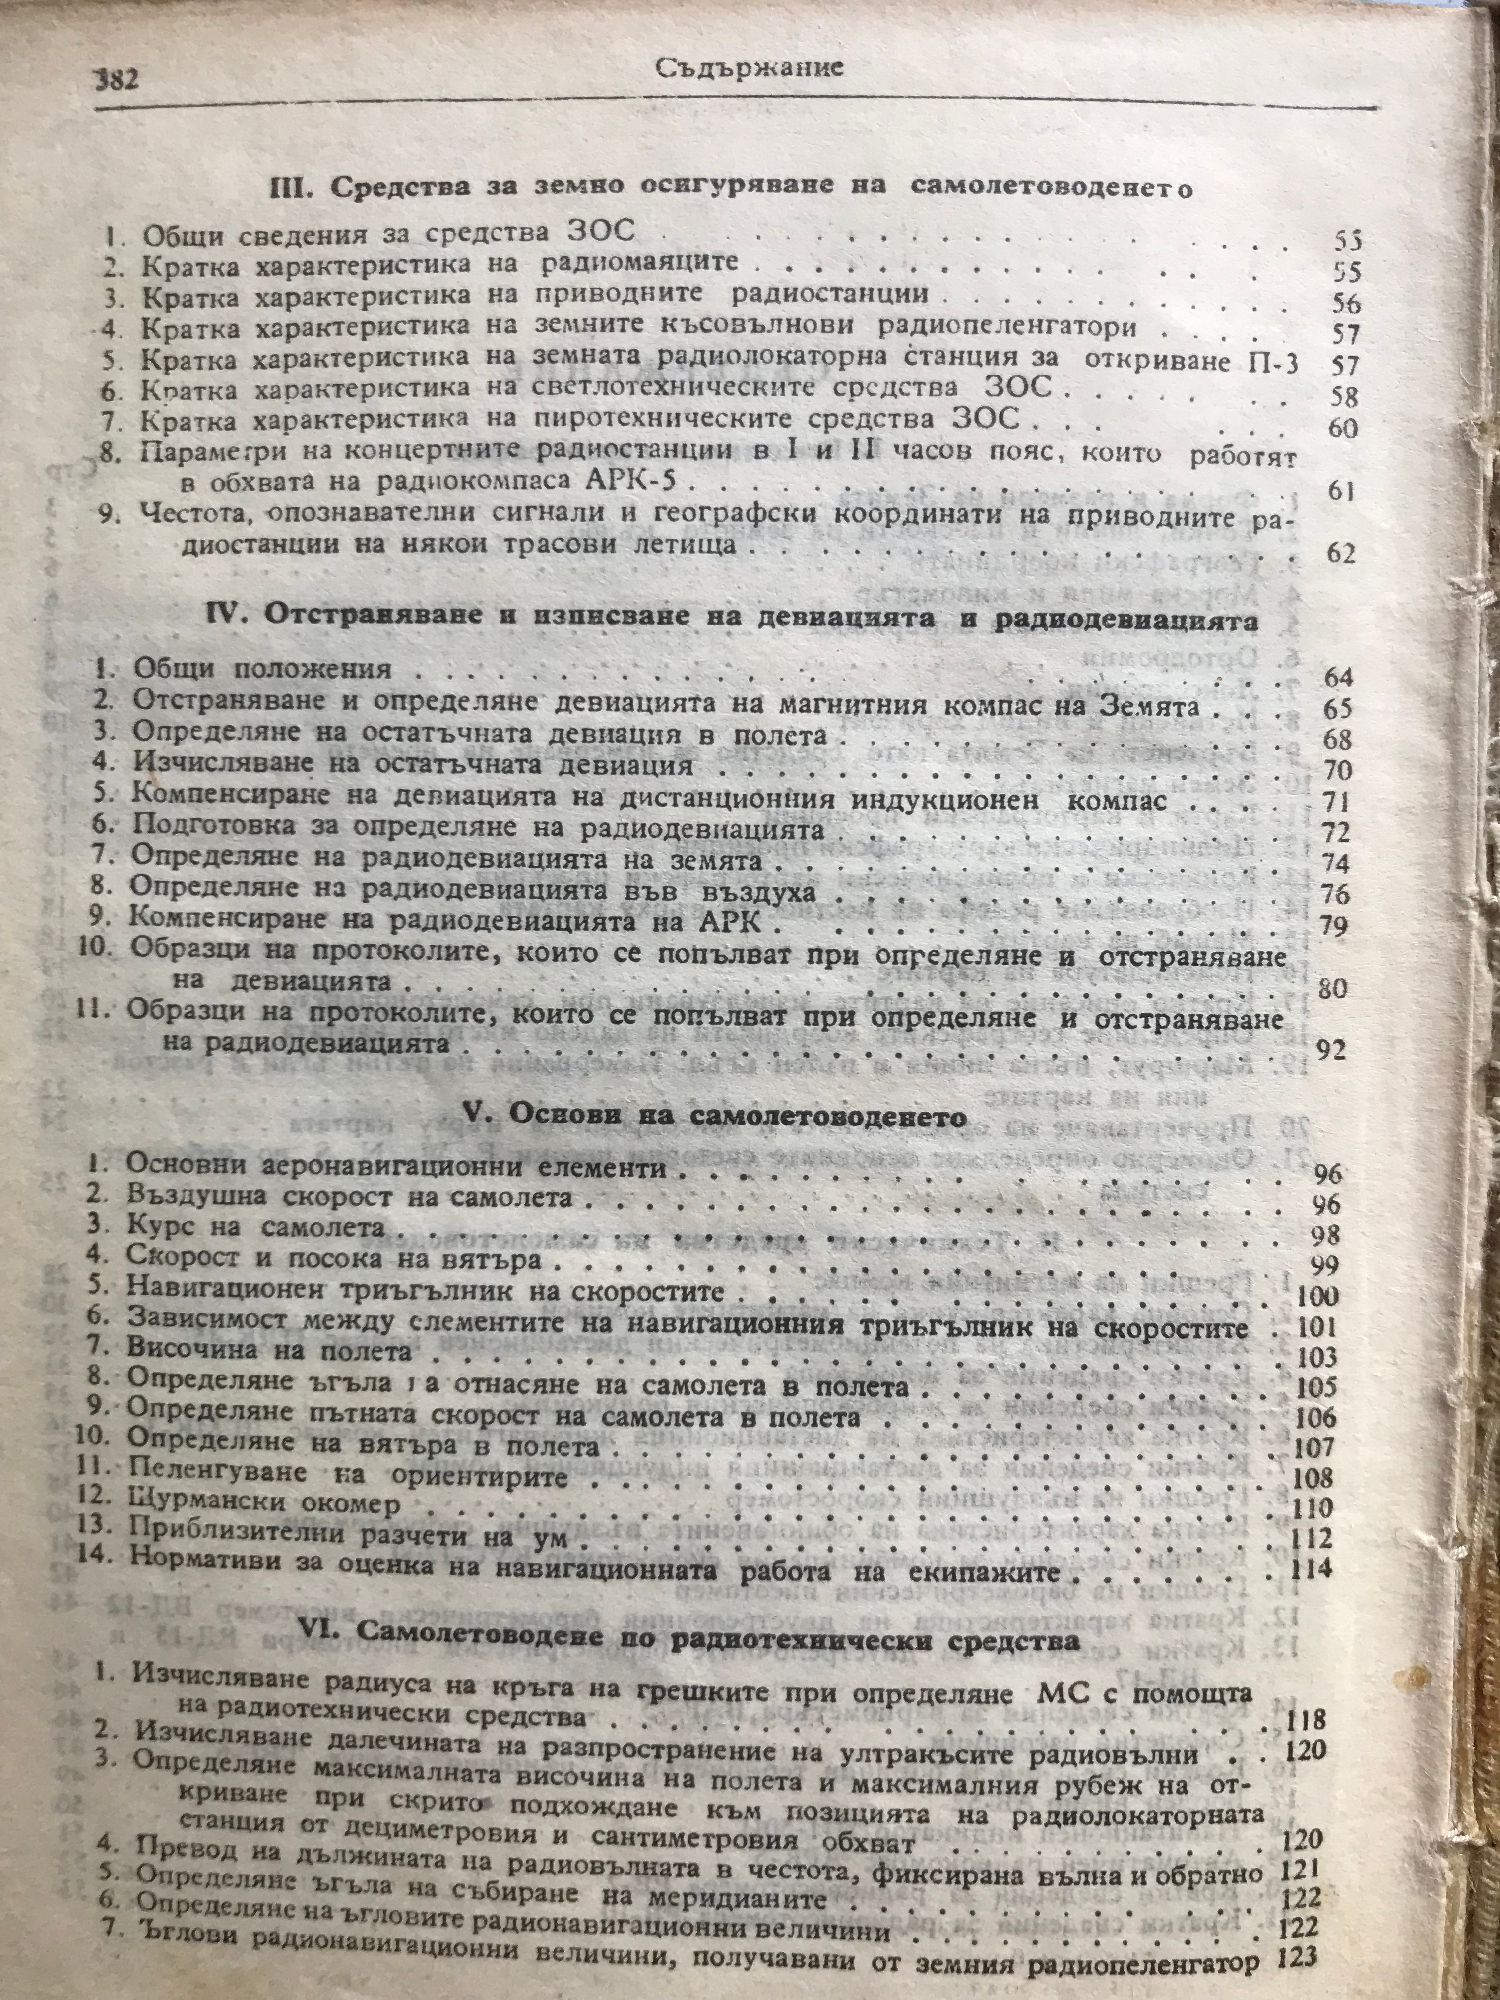 382
Съдържание
III. Средства за земно осигуряване на самолетоводенето
1. Общи сведения за средства ЗОС . . . . . . . . . . . . . . . 55
2. Кратка характеристика на радиомаяците . . . . . . . . . . . . . 55
3. Кратка характеристика на приводните радиостанции . . . . . . . . . . 56
4. Кратка характеристика на земните късовълнови радиопеленгатори . . . . . 57
5. Кратка характеристика на земната радиолокаторна станция за откриване П-3 57
6. Кратка характеристика на светлотехническите средства ЗОС . . . . . . . 58
7. Кратка характеристика на пиротехническите средства ЗОС . . . . . . 60
8. Параметри на концертните радиостанции в I и II часов пояс, които работят
в обхвата на радиокомпаса АРК-5 . . . . . . . . . . . . . . . 61
9. Честота, опознавателни сигнали и географски координати на приводните ра-
диостанции на някои трасови летища . . . . . . . . . . . . . . 62
IV. Отстраняване и изписване на девиацията и радиодевиацията
1. Общи положения . . . . . . . . . . . . . . . . . . . . . 64
2. Отстраняване и определяне девиацията на магнитния компас на Земята . . . 65
3. Определяне на остатъчната девиация в полета . . . . . . . . . . . . 68
4. Изчисляване на остатъчната девиация . . . . . . . . . . . . . . . 70
5. Компенсиране на девиацията на дистанционния индукционен компас . . . . 71
6. Подготовка за определяне на радиодевиацията . . . . . . . . . . . . 72
7. Определяне на радиодевиацията на земята . . . . . . . . . . . . . 74
8. Определяне на радиодевиацията във въздуха . . . . . . . . . . . . 76
9. Компенсиране на радиодевиацията на АРК . . . . . . . . . . . . . 79
10. Образци на протоколите, които се попълват при определяне и отстраняване
на девиацията . . . . . . . . . . . . . . . . . . . . . . 80
11. Образци на протоколите, които се попълват при определяне и отстраняване
на радиодевиацията . . . . . . . . . . . . . . . . . . . . 92
V. Основи на самолетоводенето
1. Основни аеронавигационни елементи . . . . . . . . . . . . . . . 96
2. Въздушна скорост на самолета . . . . . . . . . . . . . . . . . . 96
3. Курс на самолета . . . . . . . . . . . . . . . . . . . . . . 98
4. Скорост и посока на вятъра . . . . . . . . . . . . . . . . . . . 99
5. Навигационен триъгълник на скоростите . . . . . . . . . . . . . . 100
6. Зависимост между елементите на навигационния триъгълник на скоростите . 101
7. Височина на полета . . . . . . . . . . . . . . . . . . . . . 103
8. Определяне ъгъла на отнасяне на самолета в полета . . . . . . . . . . 105
9. Определяне пътната скорост на самолета в полета . . . . . . . . . . . 106
10. Определяне на вятъра в полета . . . . . . . . . . . . . . . . . 107
11. Пеленгуване на ориентирите . . . . . . . . . . . . . . . . . . 108
12. Щурмански окомер . . . . . . . . . . . . . . . . . . . . . 110
13. Приблизителни разчети на ум . . . . . . . . . . . . . . . . . . 112
14. Нормативи за оценка на навигационната работа на екипажите . . . . . . . 114
VI. Самолетоводене по радиотехнически средства
1. Изчисляване радиуса на кръга на грешките при определяне МС с помощта
на радиотехнически средства . . . . . . . . . . . . . . . . . 118
2. Изчисляване далечината на разпространение на ултракъсите радиовълни . . 120
3. Определяне максималната височина на полета и максималния рубеж на от-
криване при скрито подхождане към позицията на радиолокаторната
станция от дециметровия и сантиметровия обхват . . . . . . . . . 120
4. Превод на дължината на радиовълната в честота, фиксирана вълна и обратно 121
5. Определяне ъгъла на събиране на меридианите . . . . . . . . . . . . 122
6. Определяне на ъгловите радионавигационни величини . . . . . . . . . . 122
7. Ъглови радионавигационни величини, получавани от земния радиопеленгатор 123